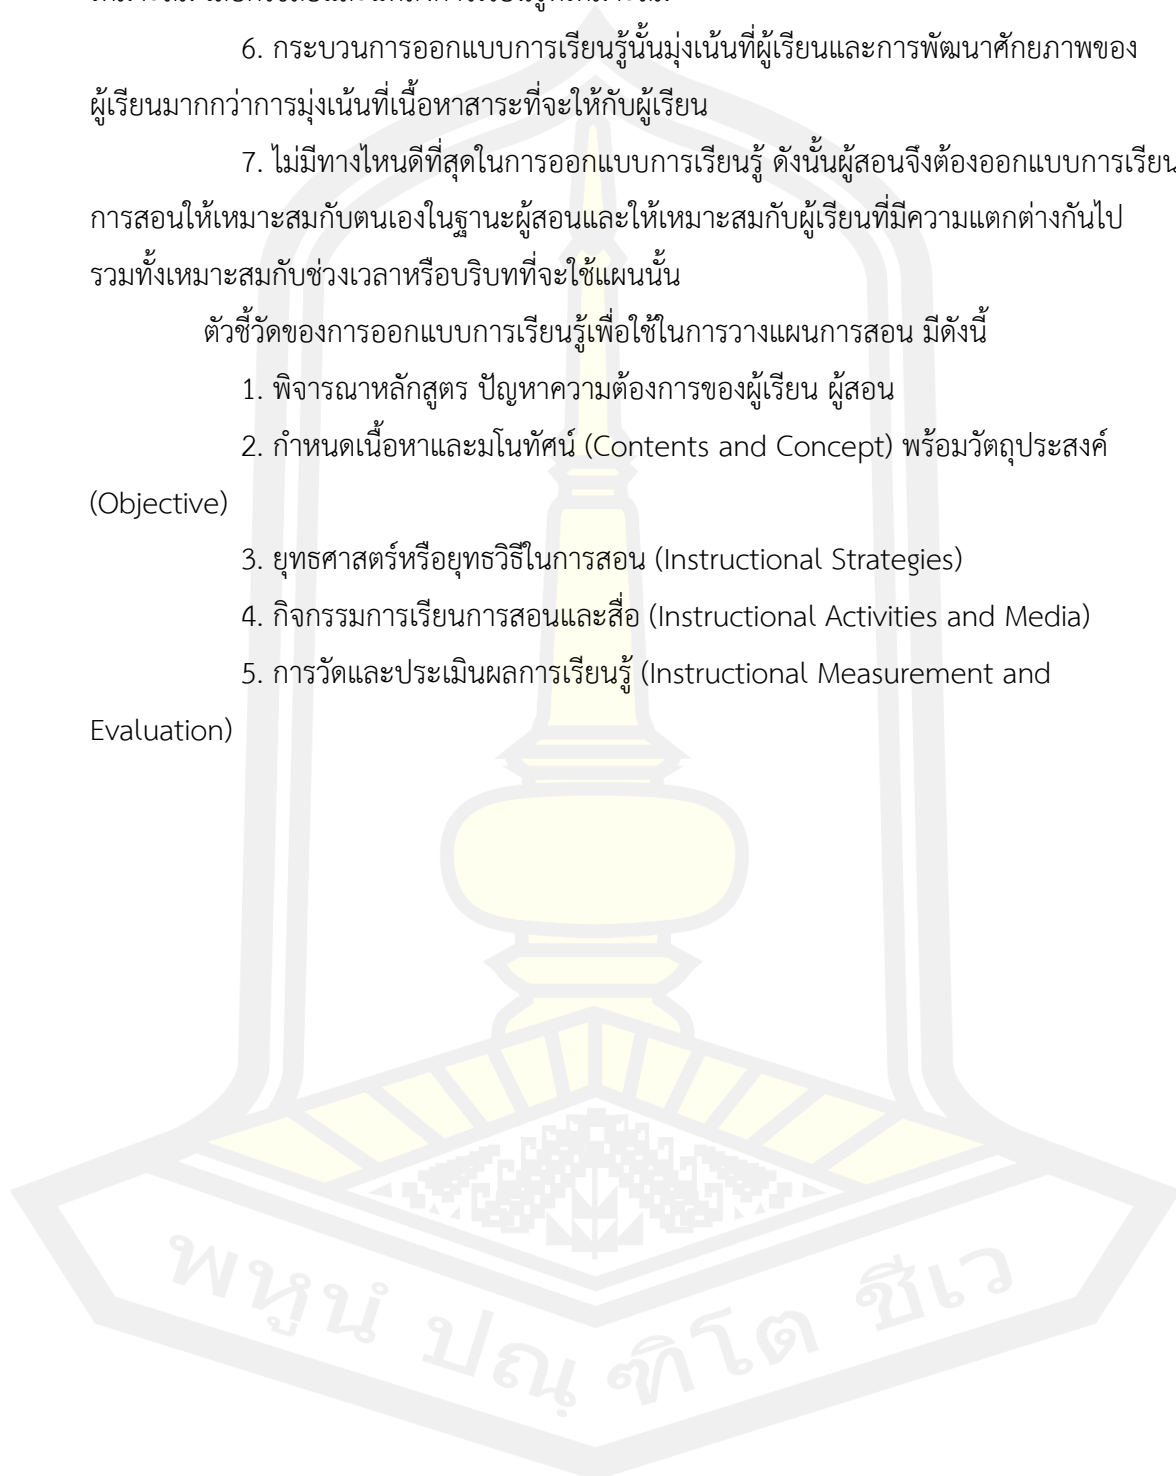 6. กระบวนการออกแบบการเรียนรู้นั้นมุ่งเน้นที่ผู้เรียนและการพัฒนาศักยภาพของ
ผู้เรียนมากกว่าการมุ่งเน้นที่เนื้อหาสาระที่จะให้กับผู้เรียน
7. ไม่มีทางไหนดีที่สุดในการออกแบบการเรียนรู้ ดังนั้นผู้สอนจึงต้องออกแบบการเรียน
การสอนให้เหมาะสมกับตนเองในฐานะผู้สอนและให้เหมาะสมกับผู้เรียนที่มีความแตกต่างกันไป
รวมทั้งเหมาะสมกับช่วงเวลาหรือบริบทที่จะใช้แผนนั้น
ตัวชี้วัดของการออกแบบการเรียนรู้เพื่อใช้ในการวางแผนการสอน มีดังนี้
1. พิจารณาหลักสูตร ปัญหาความต้องการของผู้เรียน ผู้สอน
2. กำหนดเนื้อหาและมโนทัศน์ (Contents and Concept) พร้อมวัตถุประสงค์
(Objective)
3. ยุทธศาสตร์หรือยุทธวิธีในการสอน (Instructional Strategies)
4. กิจกรรมการเรียนการสอนและสื่อ (Instructional Activities and Media)
5. การวัดและประเมินผลการเรียนรู้ (Instructional Measurement and
Evaluation)
พหูนํ ปณฺฑิโต ชีเว